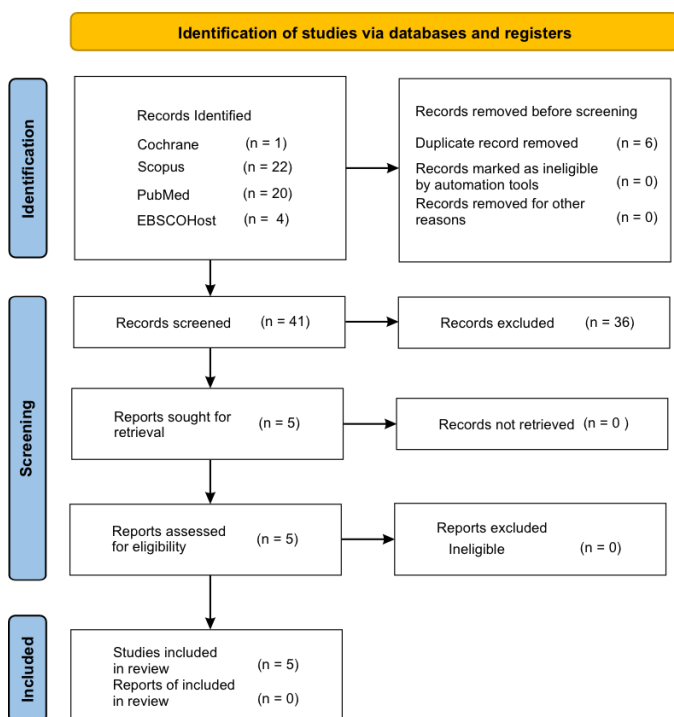 Identification of studies via databases and registers
Identification
Records Identified
Cochrane (n = 1)
Scopus (n = 22)
PubMed (n = 20)
EBSCOHost (n = 4)
Records removed before screening
Duplicate record removed (n = 6)
Records marked as ineligible
by automation tools (n = 0)
Records removed for other
reasons (n = 0)
Screening
Records screened (n = 41)
Records excluded (n = 36)
Reports sought for
retrieval (n = 5)
Records not retrieved (n = 0 )
Reports assessed
for eligibility (n = 5)
Reports excluded
Ineligible (n = 0)
Included
Studies included
in review (n = 5)
Reports of included
in review (n = 0)